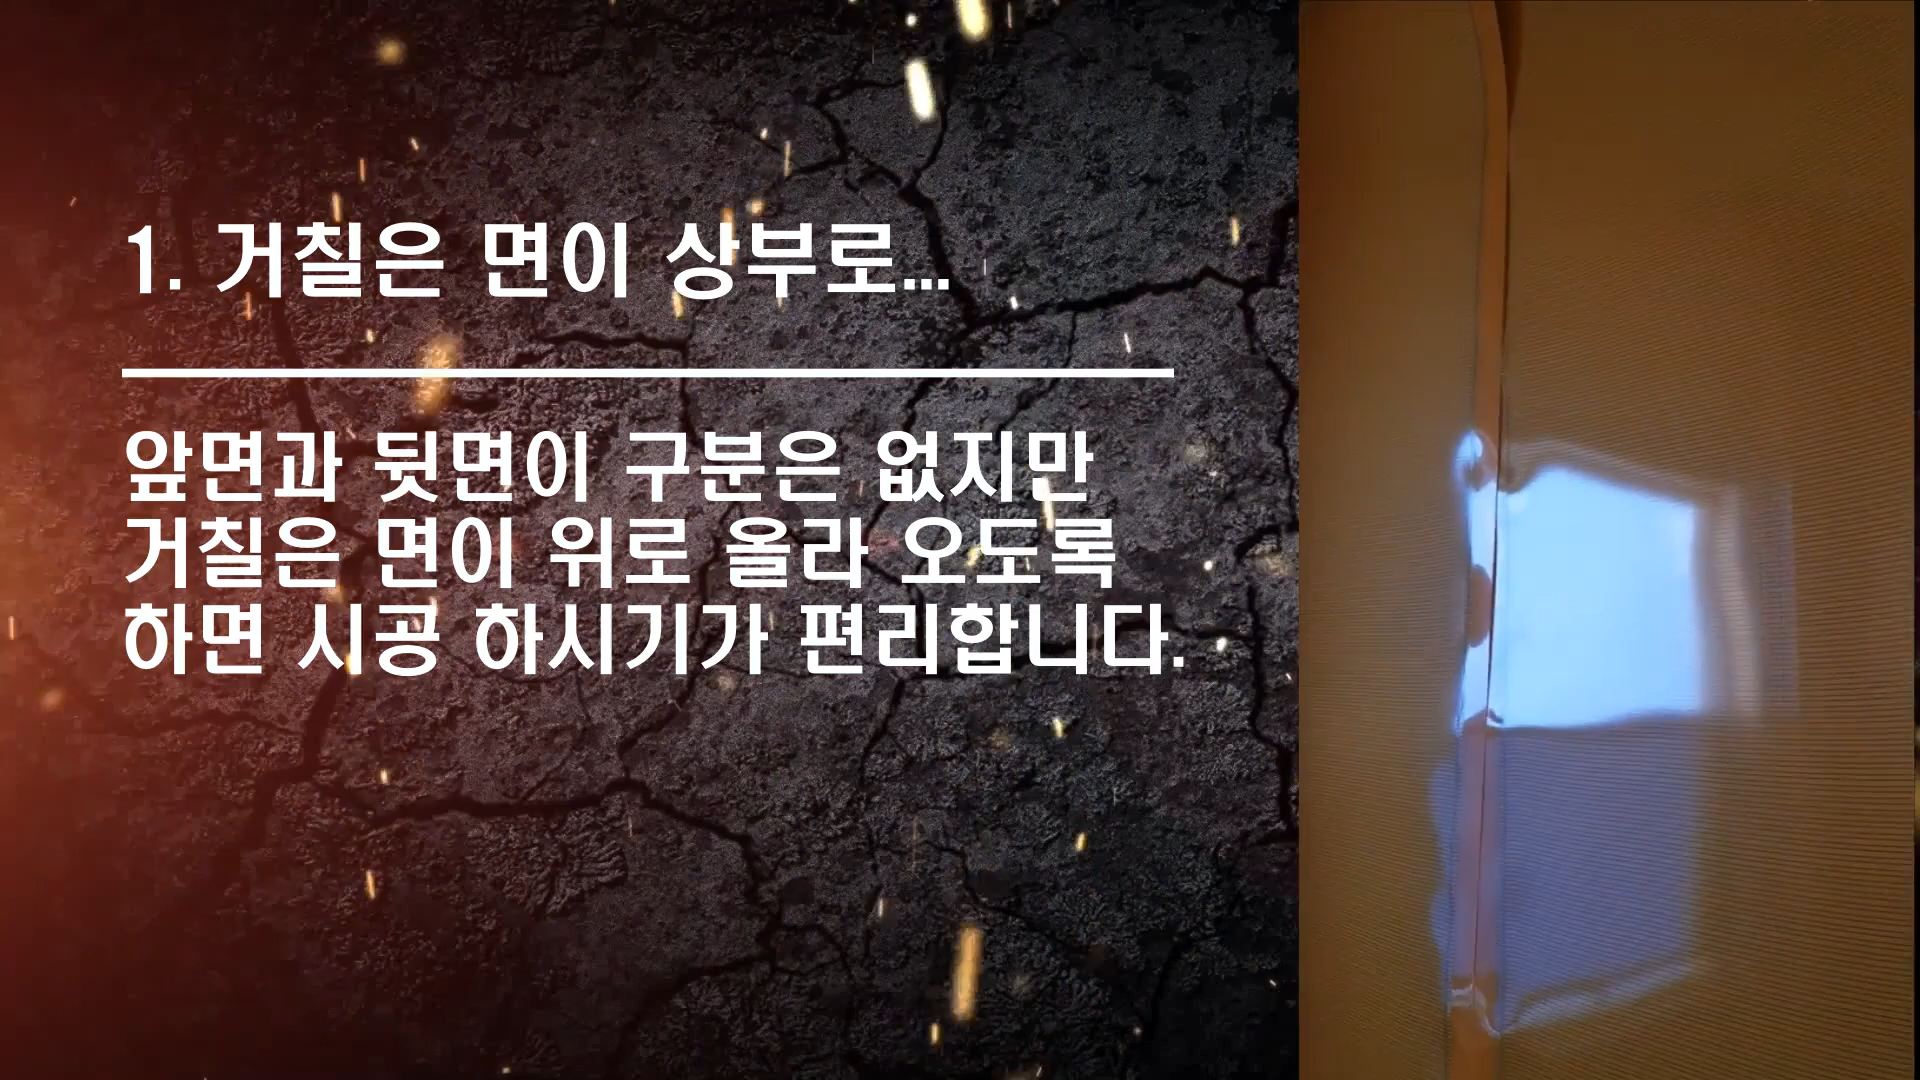 1. 거칠은 면이 상부로...
앞면과 뒷면이 구분은 없지만
거칠은 면이 위로 올라 오도록
하면 시공 하시기가 편리합니다.